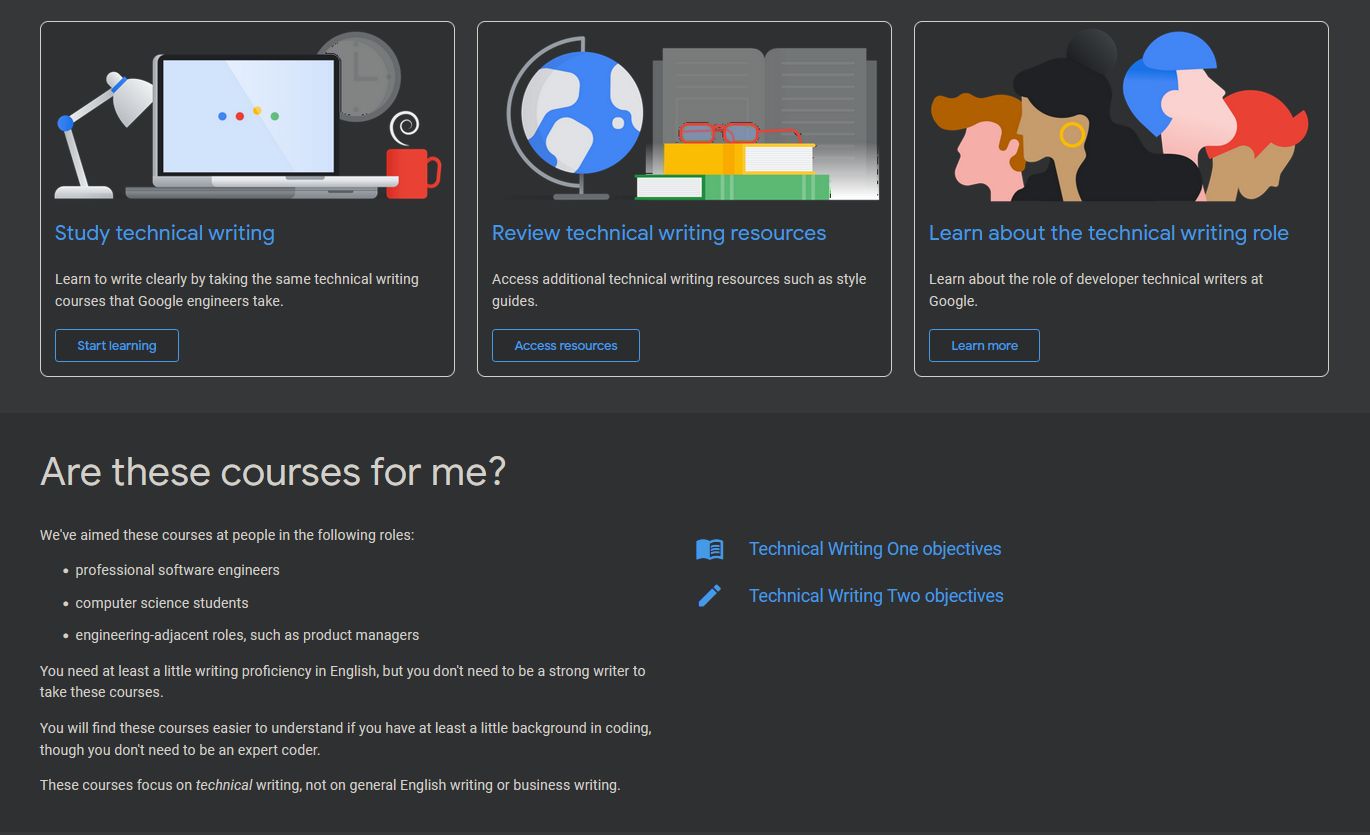 Study technical writing
Learn to write clearly by taking the same technical writing
courses that Google engineers take.
Start learning
Review technical writing resources
Access additional technical writing resources such as style
guides.
Access resources
Learn about the technical writing role
Learn about the role of developer technical writers at
Google.
Learn more
Are these courses for me?
We've aimed these courses at people in the following roles:
• professional software engineers
• computer science students
• engineering-adjacent roles, such as product managers
You need at least a little writing proficiency in English, but you don't need to be a strong writer to
take these courses.
You will find these courses easier to understand if you have at least a little background in coding,
though you don't need to be an expert coder.
These courses focus on technical writing, not on general English writing or business writing.
Technical Writing One objectives
Technical Writing Two objectives